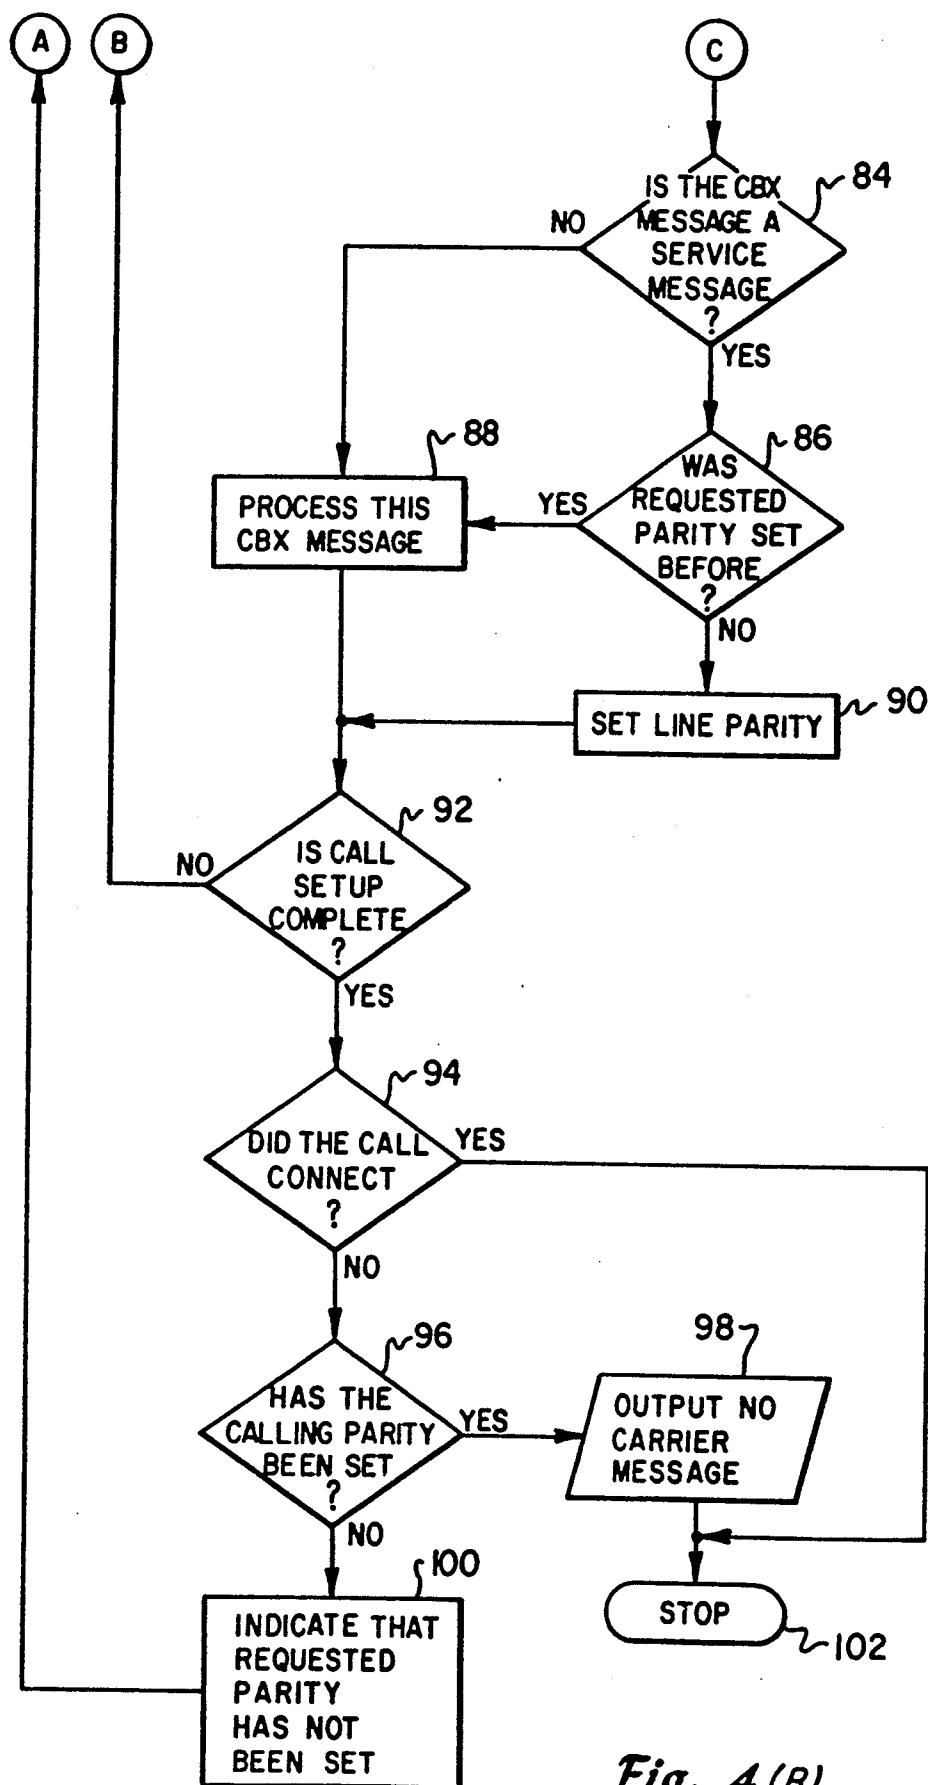 A
B
C
IS THE CBX
MESSAGE A
SERVICE
MESSAGE
?
84
NO
YES
88
PROCESS THIS
CBX MESSAGE
86
WAS
REQUESTED
PARITY SET
BEFORE
?
YES
NO
90
SET LINE PARITY
92
IS CALL
SETUP
COMPLETE
?
NO
YES
94
DID THE CALL
CONNECT
?
YES
NO
96
HAS THE
CALLING PARITY
BEEN SET
?
YES
NO
98
OUTPUT NO
CARRIER
MESSAGE
100
INDICATE THAT
REQUESTED
PARITY
HAS NOT
BEEN SET
STOP
102
Fig. 4(B)